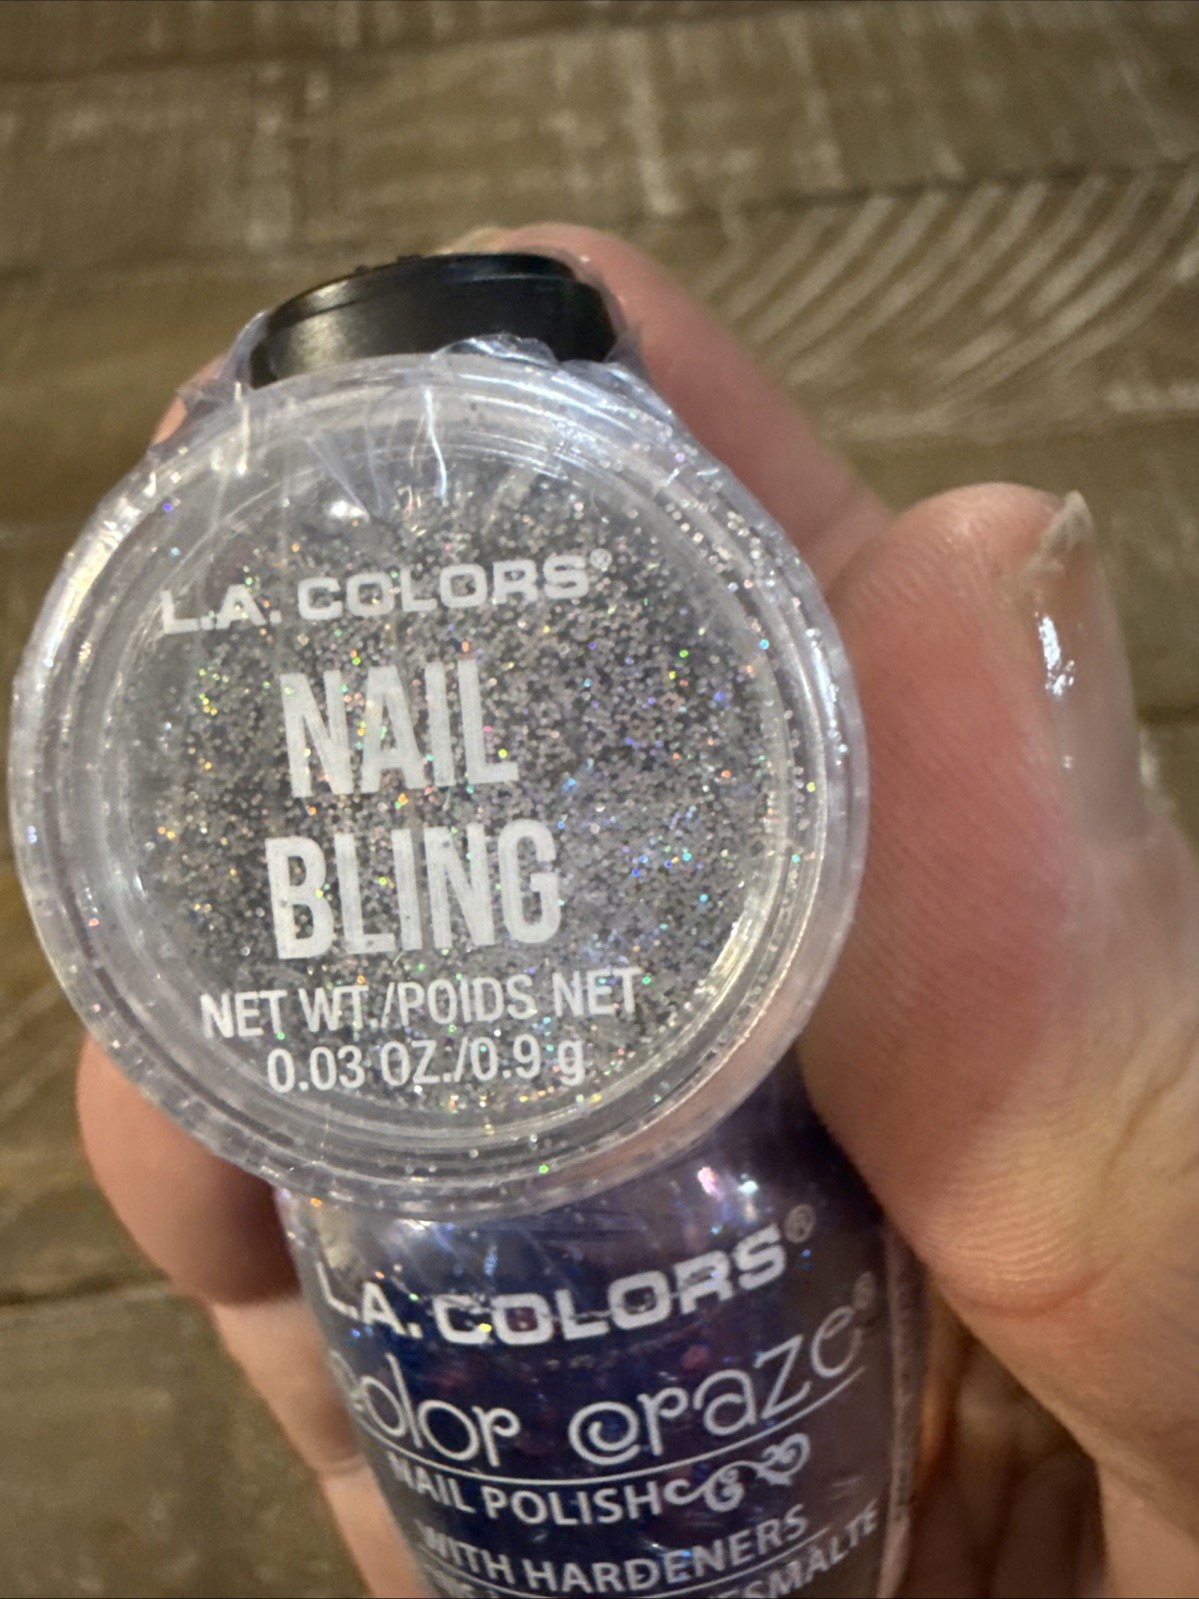 L.A. COLORS®
NAIL
BLING
NET WT./POIDS NET
0.03 OZ./0.9 g
L.A. COLORS®
color craze®
NAIL POLISH
WITH HARDENERS
ESMALTE